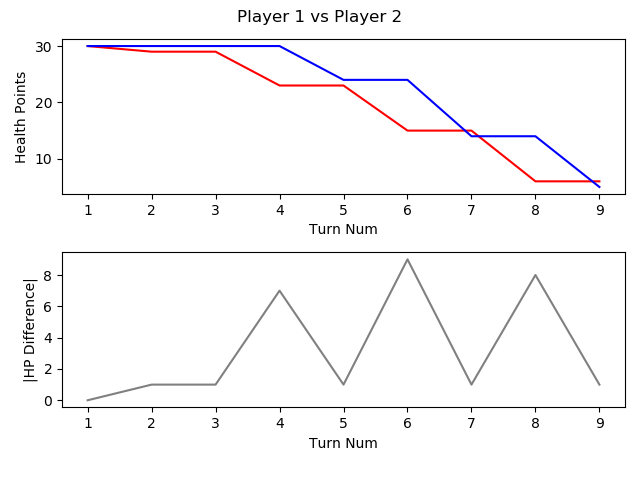 Player 1 vs Player 2
Health Points
30
20
10
1 2 3 4 5 6 7 8 9
Turn Num
|HP Difference|
8
6
4
2
0
1 2 3 4 5 6 7 8 9
Turn Num